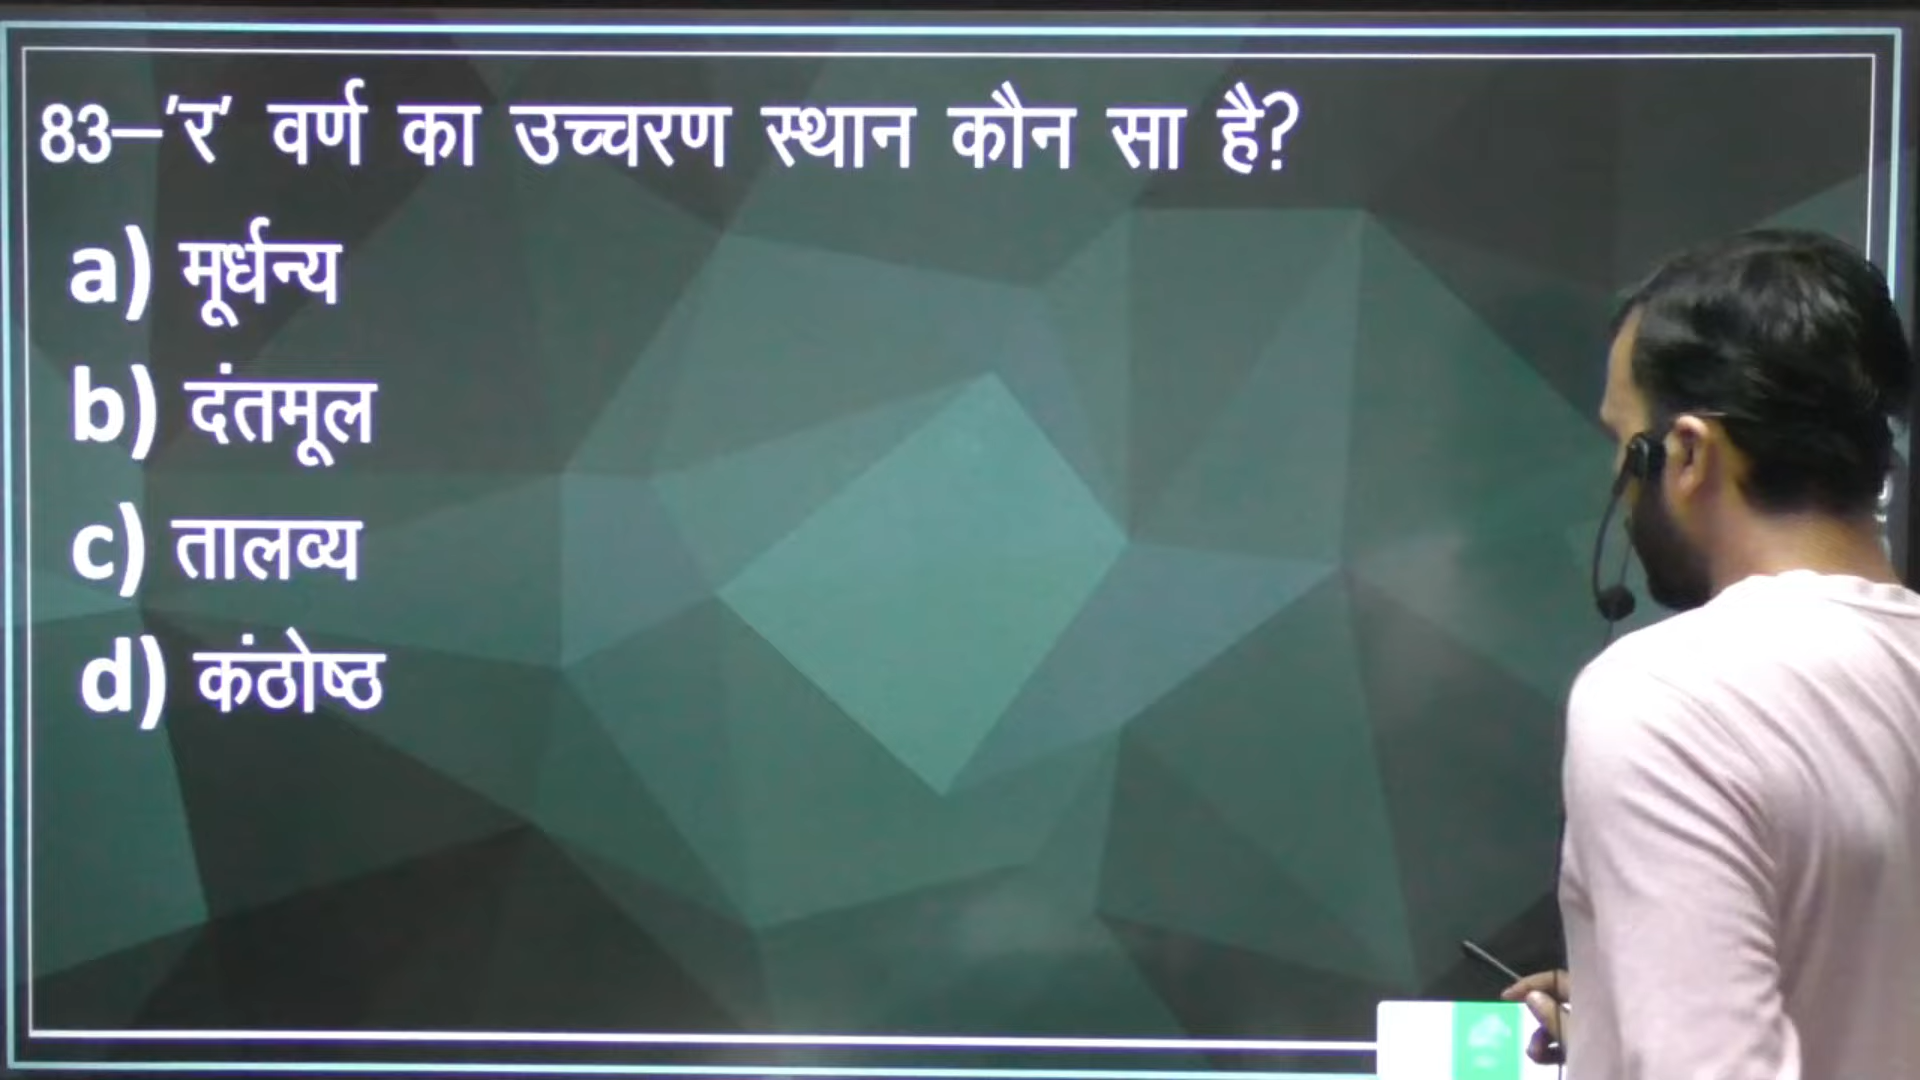 83–'र' वर्ण का उच्चरण स्थान कौन सा है?
a) मूर्धन्य
b) दंतमूल
c) तालव्य
d) कंठोष्ठ